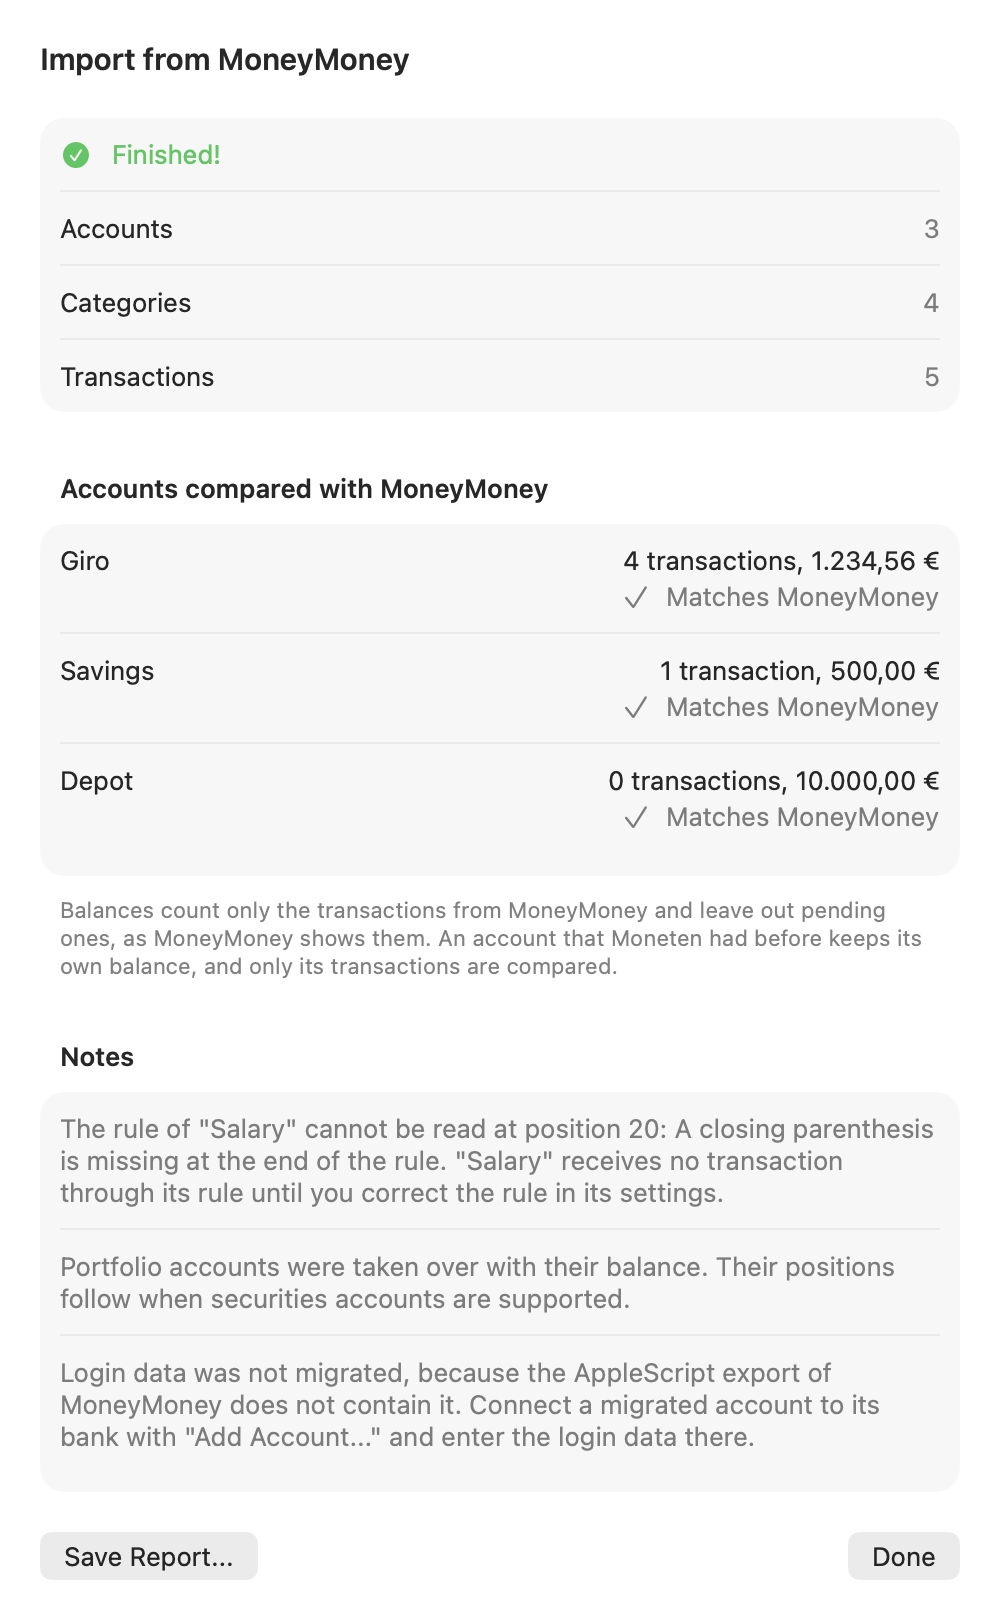 Import from MoneyMoney
Finished!
Accounts 3
Categories 4
Transactions 5
Accounts compared with MoneyMoney
Giro 4 transactions, 1.234,56 €
Matches MoneyMoney
Savings 1 transaction, 500,00 €
Matches MoneyMoney
Depot 0 transactions, 10.000,00 €
Matches MoneyMoney
Balances count only the transactions from MoneyMoney and leave out pending
ones, as MoneyMoney shows them. An account that Moneten had before keeps its
own balance, and only its transactions are compared.
Notes
The rule of "Salary" cannot be read at position 20: A closing parenthesis
is missing at the end of the rule. "Salary" receives no transaction
through its rule until you correct the rule in its settings.
Portfolio accounts were taken over with their balance. Their positions
follow when securities accounts are supported.
Login data was not migrated, because the AppleScript export of
MoneyMoney does not contain it. Connect a migrated account to its
bank with "Add Account..." and enter the login data there.
Save Report... Done